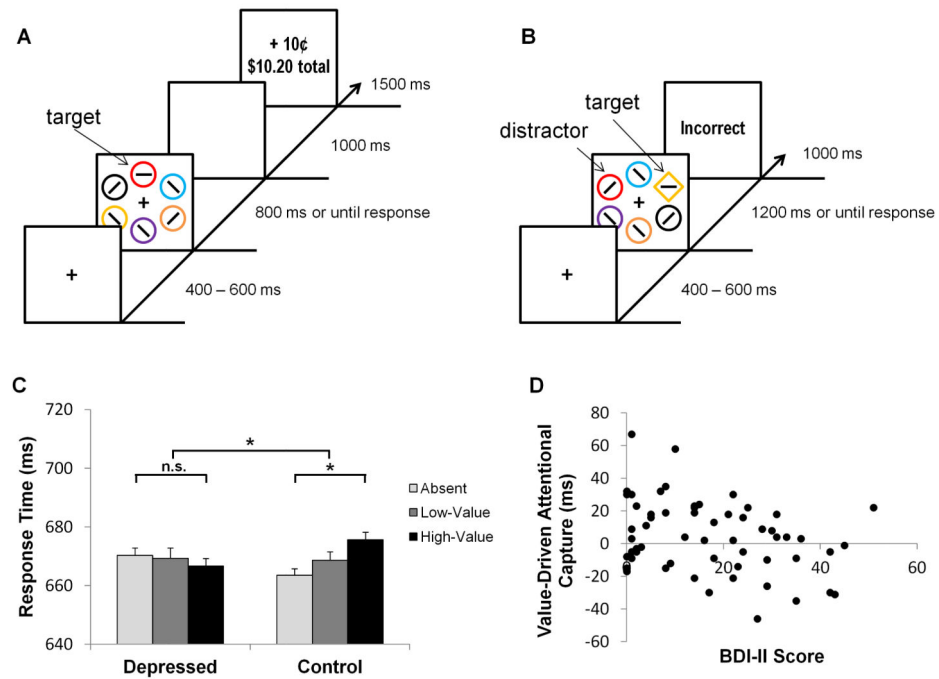 A
+ 10¢
$10.20 total
1500 ms
target
1000 ms
+
800 ms or until response
+
400 – 600 ms
B
target
distractor
Incorrect
1000 ms
+
1200 ms or until response
+
400 – 600 ms
C
Response Time (ms)
720
700
680
660
640
*
n.s.
*
Absent
Low-Value
High-Value
Depressed
Control
D
Value-Driven Attentional
Capture (ms)
80
60
40
20
0
-20
-40
-60
0
20
40
60
BDI-II Score